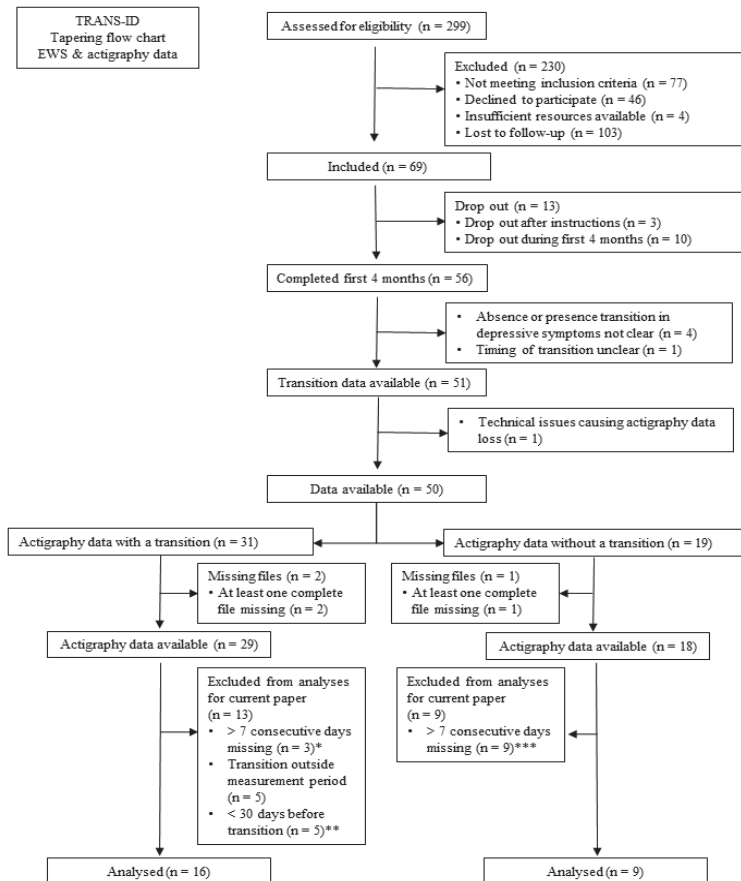 TRANS-ID
Tapering flow chart
EWS & actigraphy data
Assessed for eligibility (n = 299)
Excluded (n = 230)
• Not meeting inclusion criteria (n = 77)
• Declined to participate (n = 46)
• Insufficient resources available (n = 4)
• Lost to follow-up (n = 103)
Included (n = 69)
Drop out (n = 13)
• Drop out after instructions (n = 3)
• Drop out during first 4 months (n = 10)
Completed first 4 months (n = 56)
• Absence or presence transition in
depressive symptoms not clear (n = 4)
• Timing of transition unclear (n = 1)
Transition data available (n = 51)
• Technical issues causing actigraphy data
loss (n = 1)
Data available (n = 50)
Actigraphy data with a transition (n = 31)
Actigraphy data without a transition (n = 19)
Missing files (n = 2)
• At least one complete
file missing (n = 2)
Missing files (n = 1)
• At least one complete
file missing (n = 1)
Actigraphy data available (n = 29)
Actigraphy data available (n = 18)
Excluded from analyses
for current paper
(n = 13)
• > 7 consecutive days
missing (n = 3)*
• Transition outside
measurement period
(n = 5)
• < 30 days before
transition (n = 5)**
Excluded from analyses
for current paper
(n = 9)
• > 7 consecutive days
missing (n = 9)***
Analysed (n = 16)
Analysed (n = 9)